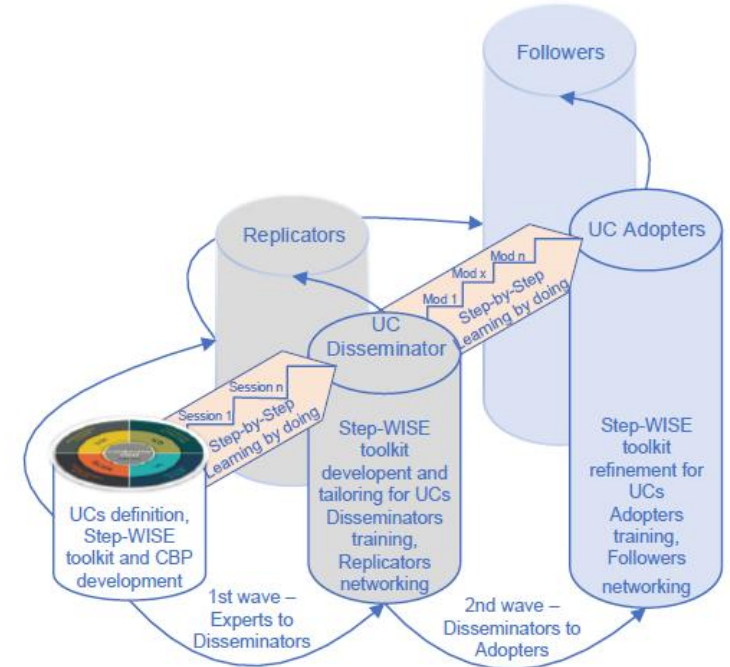 Followers
Replicators
UC Adopters
Mod 1
Mod x
Mod n
Step-by-Step
Learning by doing
UC
Disseminator
Session 1
Session n
Step-by-Step
Learning by doing
UCs definition,
Step-WISE
toolkit and CBP
development
Step-WISE
toolkit
developent and
tailoring for UCs
Disseminators
training,
Replicators
networking
Step-WISE
toolkit
refinement for
UCs
Adopters
training,
Followers
networking
1st wave –
Experts to
Disseminators
2nd wave –
Disseminators to
Adopters